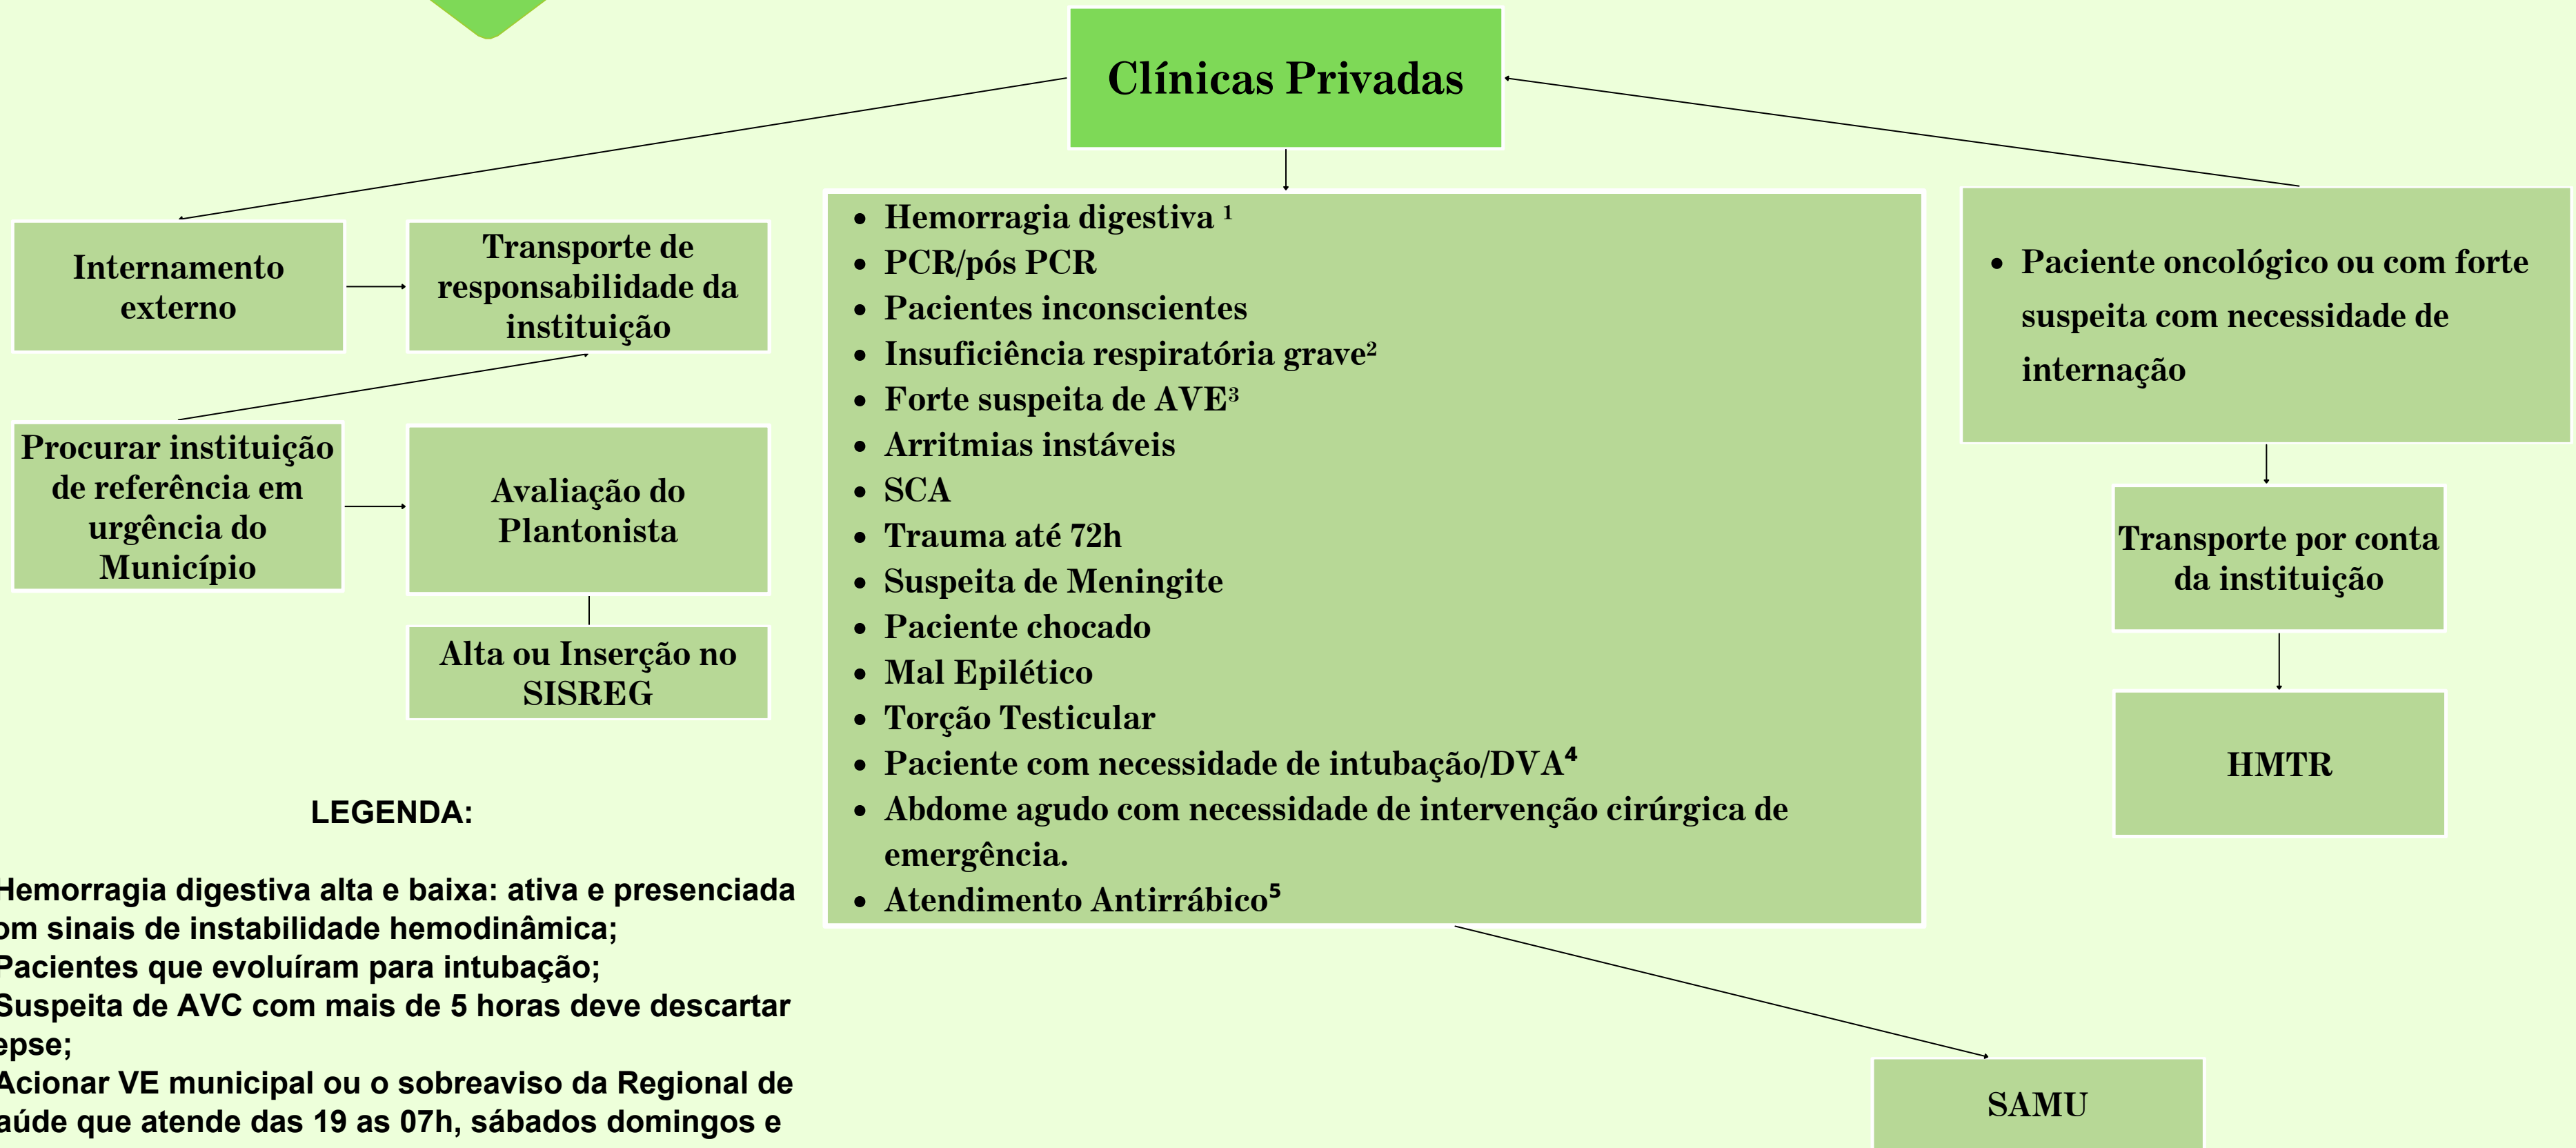 Clínicas Privadas
Internamento
externo
Transporte de
responsabilidade da
instituição
Procurar instituição
de referência em
urgência do
Município
Avaliação do
Plantonista
Alta ou Inserção no
SISREG
• Hemorragia digestiva ¹
• PCR/pós PCR
• Pacientes inconscientes
• Insuficiência respiratória grave²
• Forte suspeita de AVE³
• Arritmias instáveis
• SCA
• Trauma até 72h
• Suspeita de Meningite
• Paciente chocado
• Mal Epilético
• Torção Testicular
• Paciente com necessidade de intubação/DVA⁴
• Abdome agudo com necessidade de intervenção cirúrgica de
emergência.
• Atendimento Antirrábico⁵
• Paciente oncológico ou com forte
suspeita com necessidade de
internação
Transporte por conta
da instituição
HMTR
SAMU
LEGENDA:
Hemorragia digestiva alta e baixa: ativa e presenciada
om sinais de instabilidade hemodinâmica;
Pacientes que evoluíram para intubação;
Suspeita de AVC com mais de 5 horas deve descartar
epse;
Acionar VE municipal ou o sobreaviso da Regional de
aúde que atende das 19 as 07h, sábados domingos e